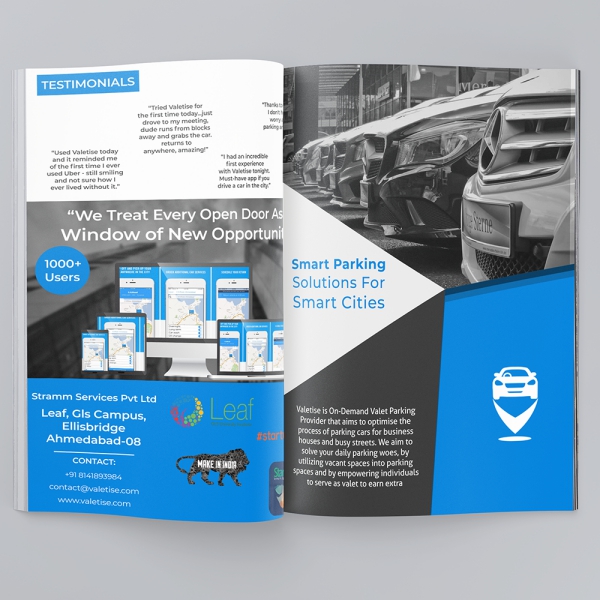 TESTIMONIALS
"Tried Valetise for
the first time today...just
drove to my meeting,
dude runs from blocks
away and grabs the car.
returns to
anywhere, amazing!"
"Thanks to
I don't h
worry
parking a
"Used Valetise today
and it reminded me
of the first time I ever
used Uber - still smiling
and not sure how I
ever lived without it."
"I had an incredible
first experience
with Valetise tonight.
Must-have app if you
drive a car in the city."
"We Treat Every Open Door As
Window of New Opportunit
1000+
Users
Stramm Services Pvt Ltd
Leaf, Gls Campus,
Ellisbridge
Ahmedabad-08
CONTACT:
+91 8141893984
contact@valetise.com
www.valetise.com
Leaf
#start
MAKE IN INDIA
Sterne
Smart Parking
Solutions For
Smart Cities
Valetise is On-Demand Valet Parking
Provider that aims to optimise the
process of parking cars for business
houses and busy streets. We aim to
solve your daily parking woes, by
utilizing vacant spaces into parking
spaces and by empowering individuals
to serve as valet to earn extra